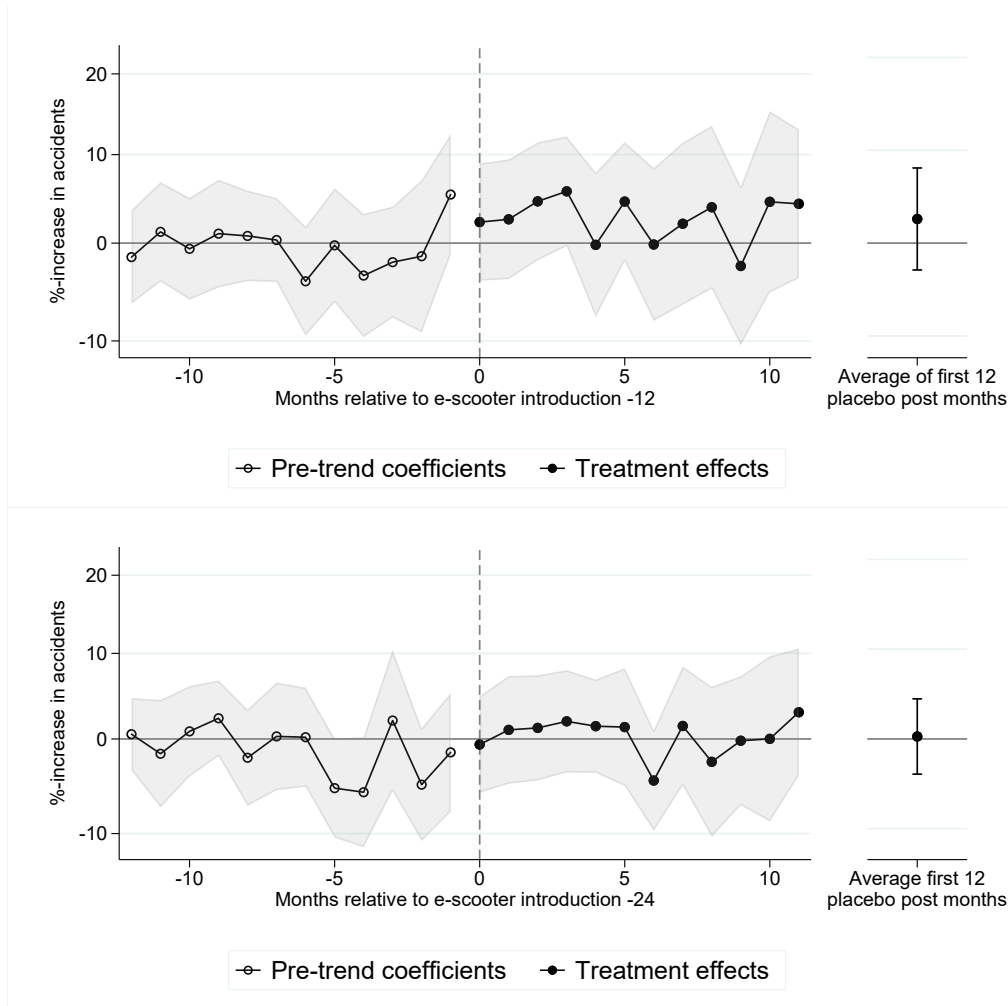 %-increase in accidents
20
10
0
-10
-10
-5
0
5
10
Months relative to e-scooter introduction -12
Average of first 12
placebo post months
Pre-trend coefficients
Treatment effects
%-increase in accidents
20
10
0
-10
-10
-5
0
5
10
Months relative to e-scooter introduction -24
Average first 12
placebo post months
Pre-trend coefficients
Treatment effects